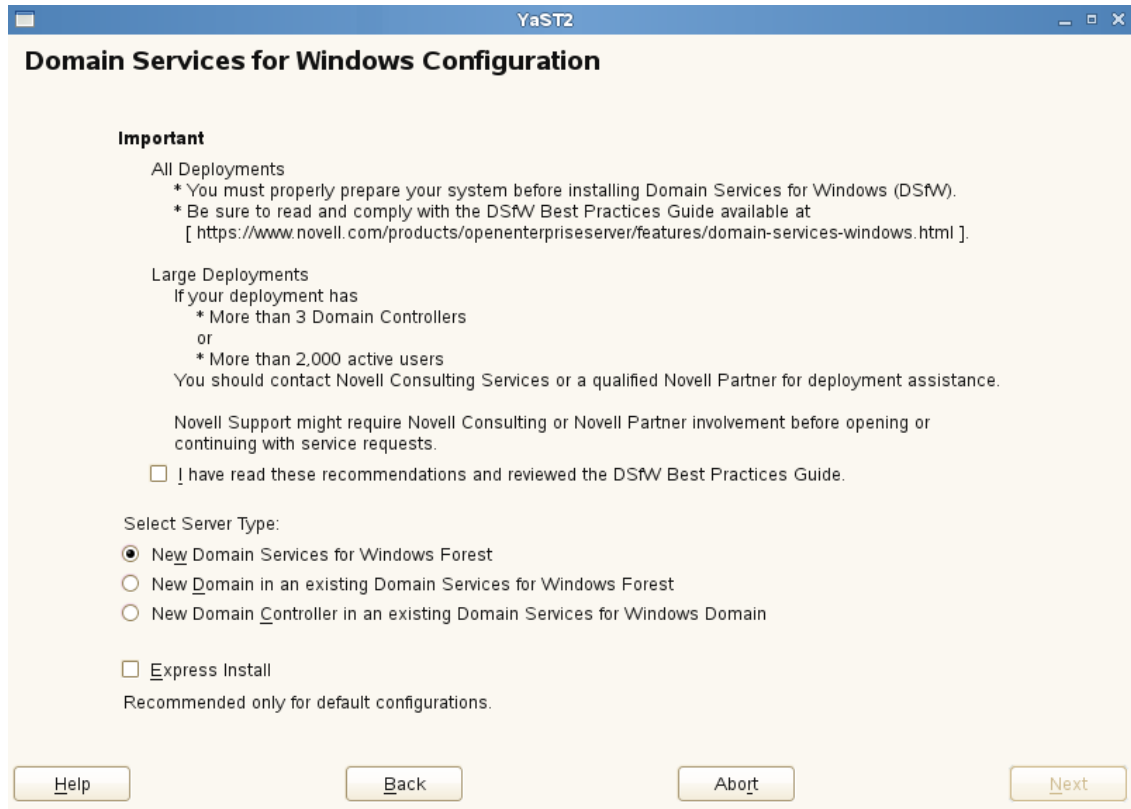 YaST2
Domain Services for Windows Configuration
Important
All Deployments
* You must properly prepare your system before installing Domain Services for Windows (DSfW).
* Be sure to read and comply with the DSfW Best Practices Guide available at
[ https://www.novell.com/products/openenterpriseserver/features/domain-services-windows.html ].
Large Deployments
If your deployment has
* More than 3 Domain Controllers
or
* More than 2,000 active users
You should contact Novell Consulting Services or a qualified Novell Partner for deployment assistance.
Novell Support might require Novell Consulting or Novell Partner involvement before opening or
continuing with service requests.
I have read these recommendations and reviewed the DSfW Best Practices Guide.
Select Server Type:
New Domain Services for Windows Forest
New Domain in an existing Domain Services for Windows Forest
New Domain Controller in an existing Domain Services for Windows Domain
Express Install
Recommended only for default configurations.
Help Back Abort Next